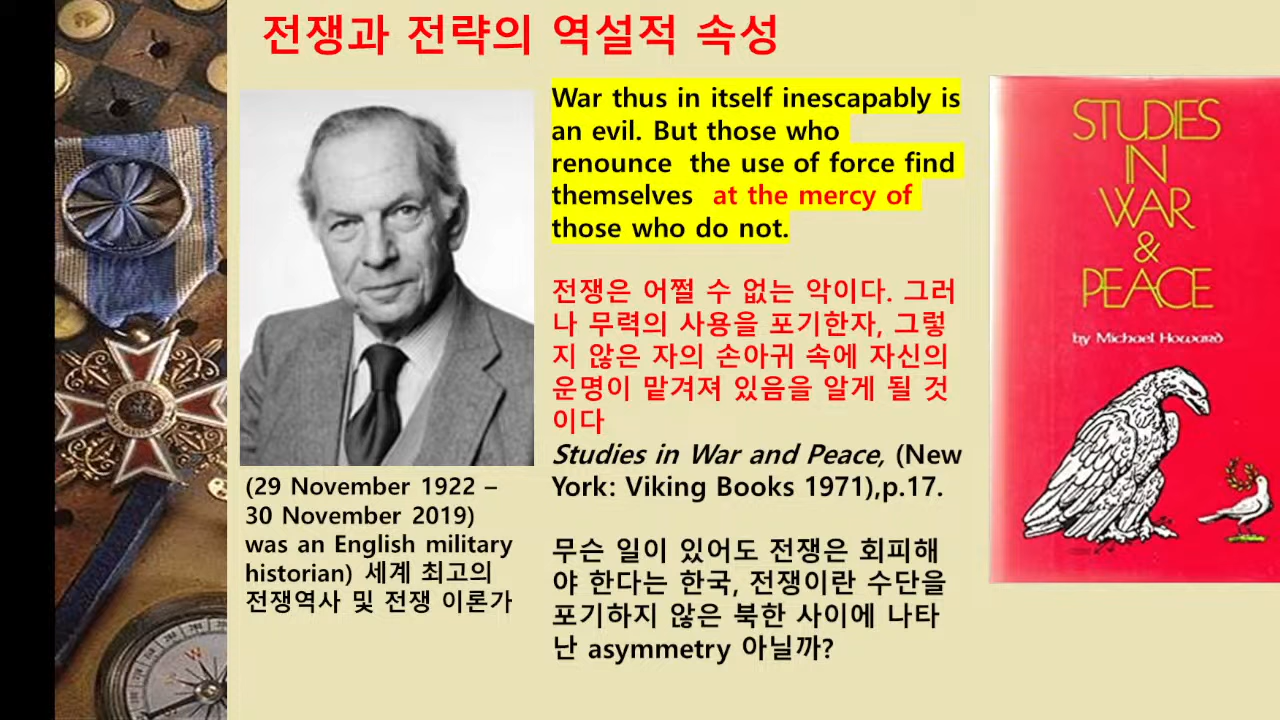 전쟁과 전략의 역설적 속성
War thus in itself inescapably is
an evil. But those who
renounce  the use of force find
themselves  at the mercy of
those who do not.
전쟁은 어쩔 수 없는 악이다. 그러
나 무력의 사용을 포기한자, 그렇
지 않은 자의 손아귀 속에 자신의
운명이 맡겨져 있음을 알게 될 것
이다
Studies in War and Peace, (New
York: Viking Books 1971),p.17.
무슨 일이 있어도 전쟁은 회피해
야 한다는 한국, 전쟁이란 수단을
포기하지 않은 북한 사이에 나타
난 asymmetry 아닐까?
(29 November 1922 –
30 November 2019)
was an English military
historian) 세계 최고의
전쟁역사 및 전쟁 이론가
STUDIES
IN
WAR
&
PEACE
by Michael Howard